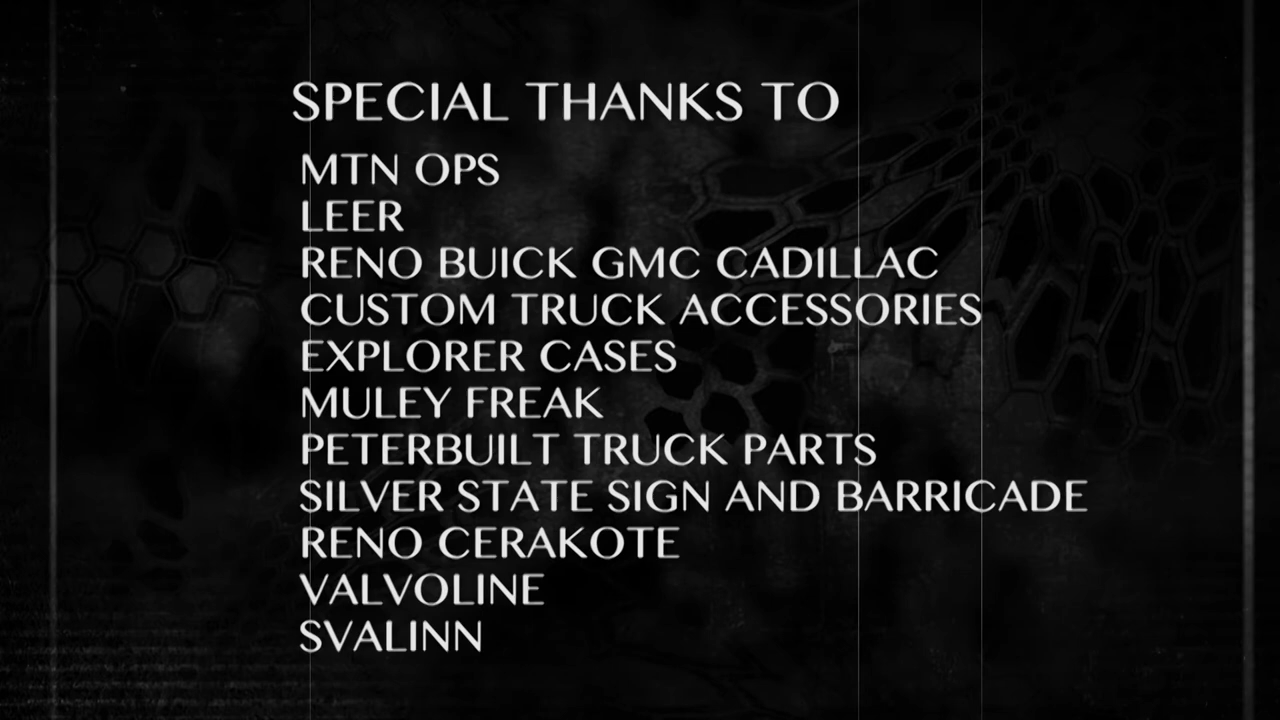 SPECIAL THANKS TO
MTN OPS
LEER
RENO BUICK GMC CADILLAC
CUSTOM TRUCK ACCESSORIES
EXPLORER CASES
MULEY FREAK
PETERBUILT TRUCK PARTS
SILVER STATE SIGN AND BARRICADE
RENO CERAKOTE
VALVOLINE
SVALINN